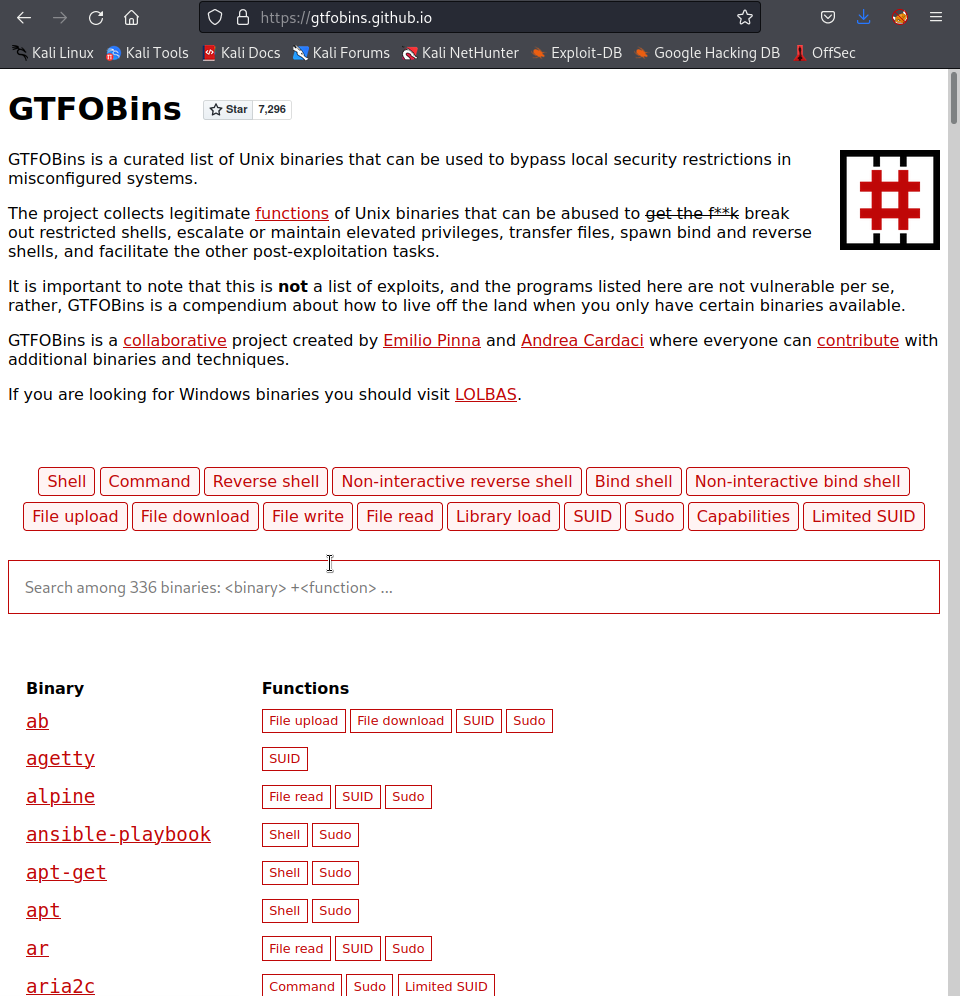 https://gtfobins.github.io
Kali Linux Kali Tools Kali Docs Kali Forums Kali NetHunter Exploit-DB Google Hacking DB OffSec
GTFOBins Star 7,296
GTFOBins is a curated list of Unix binaries that can be used to bypass local security restrictions in
misconfigured systems.
The project collects legitimate functions of Unix binaries that can be abused to get the f**k break
out restricted shells, escalate or maintain elevated privileges, transfer files, spawn bind and reverse
shells, and facilitate the other post-exploitation tasks.
It is important to note that this is not a list of exploits, and the programs listed here are not vulnerable per se,
rather, GTFOBins is a compendium about how to live off the land when you only have certain binaries available.
GTFOBins is a collaborative project created by Emilio Pinna and Andrea Cardaci where everyone can contribute with
additional binaries and techniques.
If you are looking for Windows binaries you should visit LOLBAS.
Shell Command Reverse shell Non-interactive reverse shell Bind shell Non-interactive bind shell
File upload File download File write File read Library load SUID Sudo Capabilities Limited SUID
Search among 336 binaries: <binary> +<function> ...
Binary Functions
ab File upload File download SUID Sudo
agetty SUID
alpine File read SUID Sudo
ansible-playbook Shell Sudo
apt-get Shell Sudo
apt Shell Sudo
ar File read SUID Sudo
aria2c Command Sudo Limited SUID